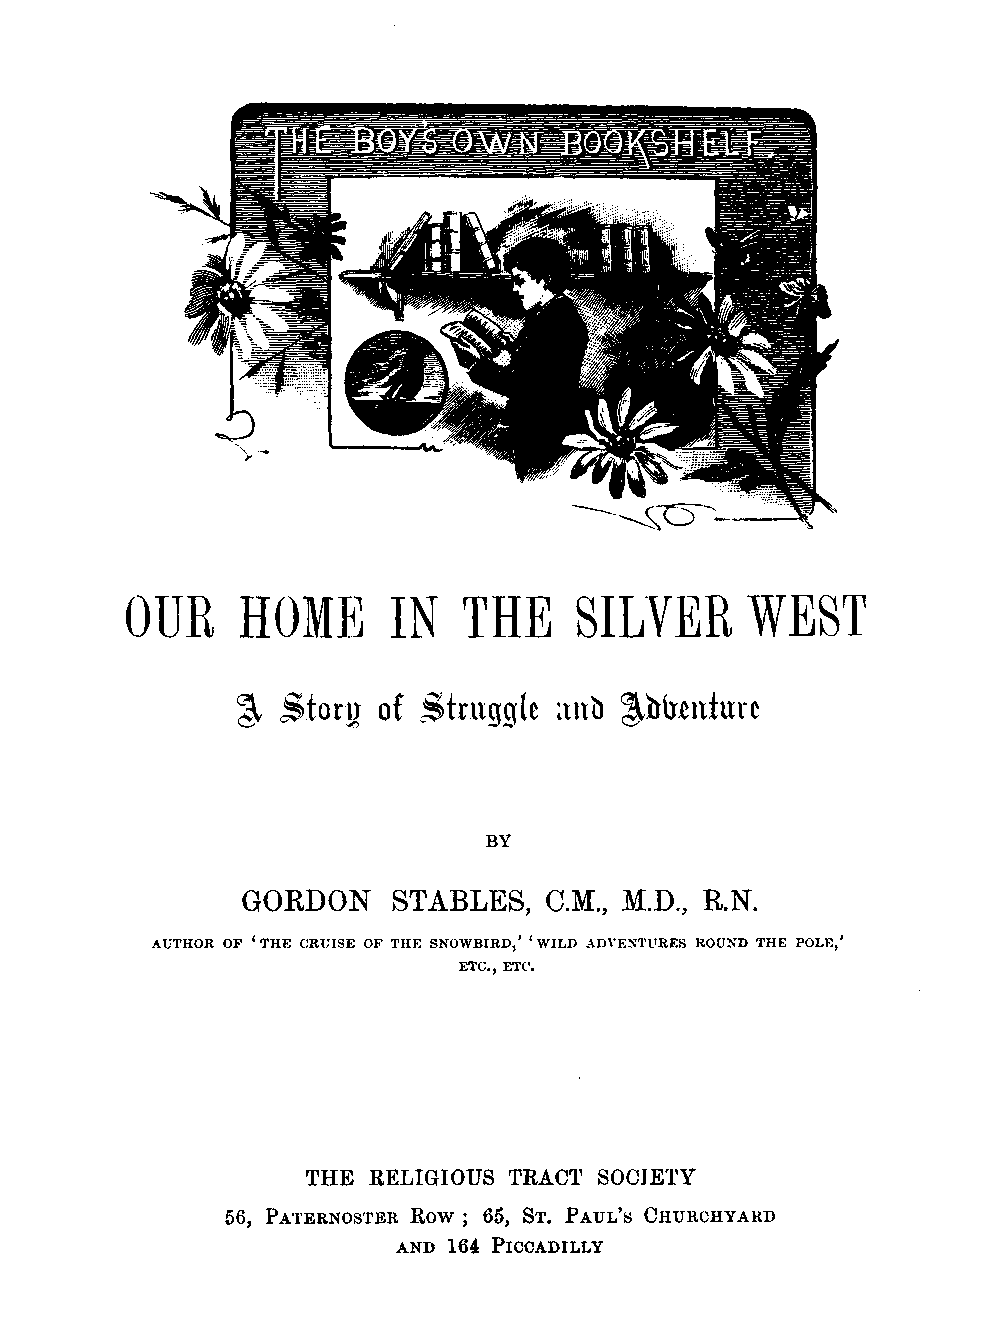 THE BOY'S OWN BOOKSHELF.
OUR HOME IN THE SILVER WEST
A Story of Struggle and Adventure
BY
GORDON STABLES, C.M., M.D., R.N.
AUTHOR OF 'THE CRUISE OF THE SNOWBIRD,' 'WILD ADVENTURES ROUND THE POLE,'
ETC., ETC.
THE RELIGIOUS TRACT SOCIETY
56, PATERNOSTER ROW; 65, ST. PAUL'S CHURCHYARD
AND 164 PICCADILLY